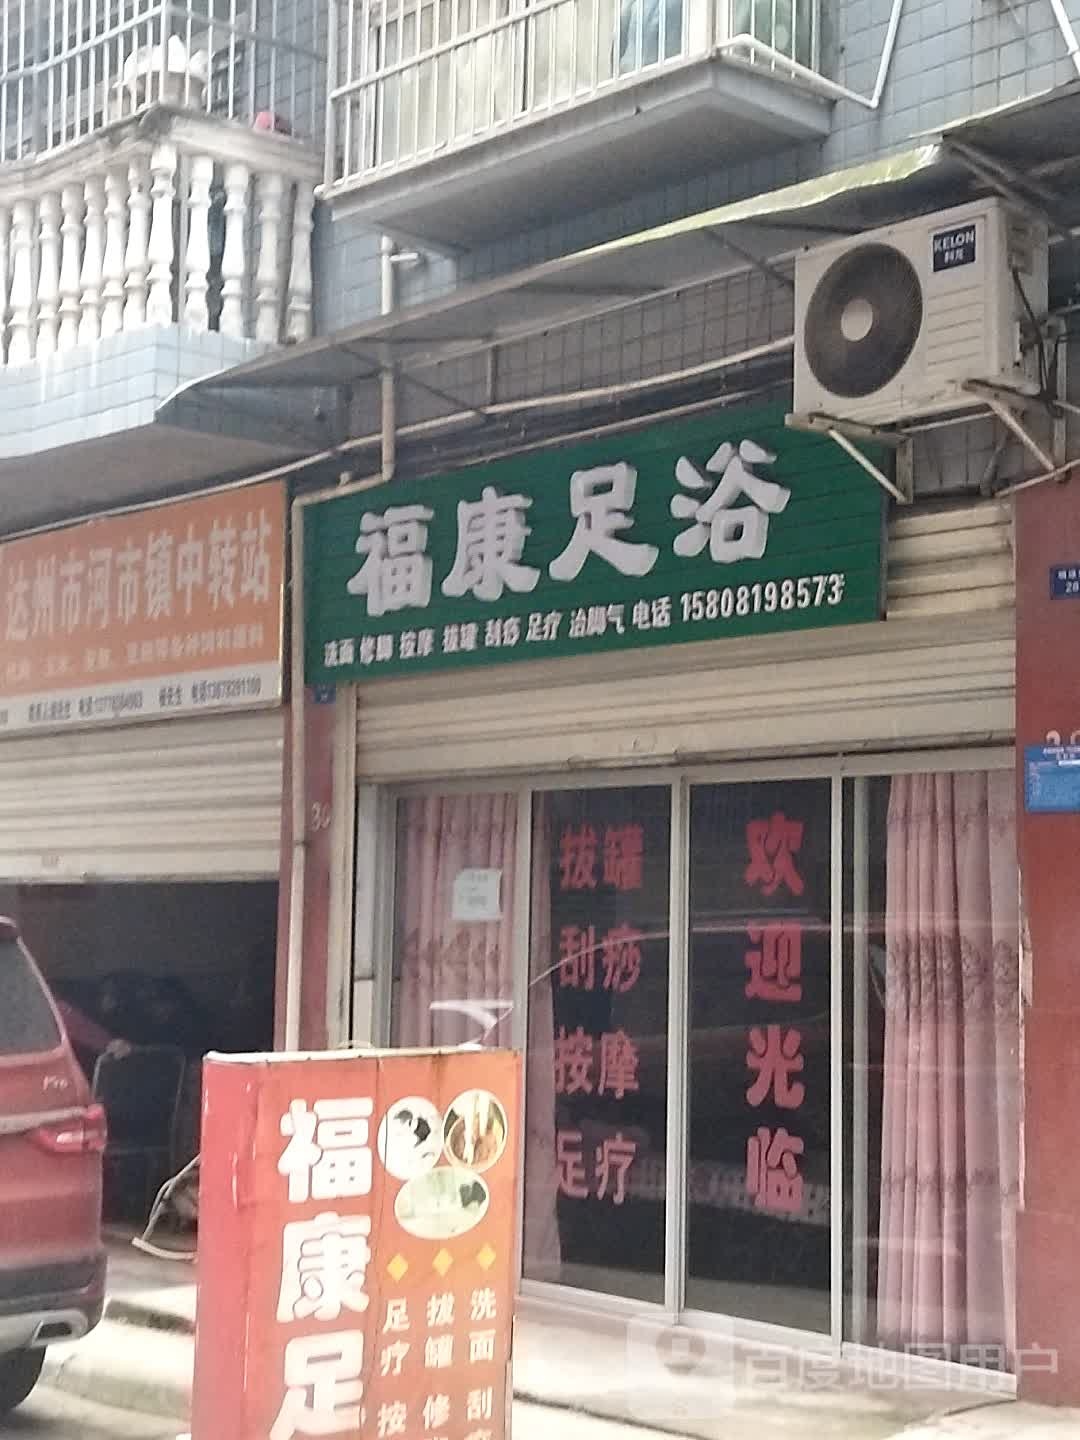 KELON
科龙
福康足浴
洗面 修脚 按摩 拔罐 刮痧 足疗 治脚气 电话 15808198573
达州市河市镇中转站
拔罐
刮痧
按摩
足疗
欢迎光临
福康足
足疗 按
拔罐 修
洗面 刮
Pro
百度地图用户